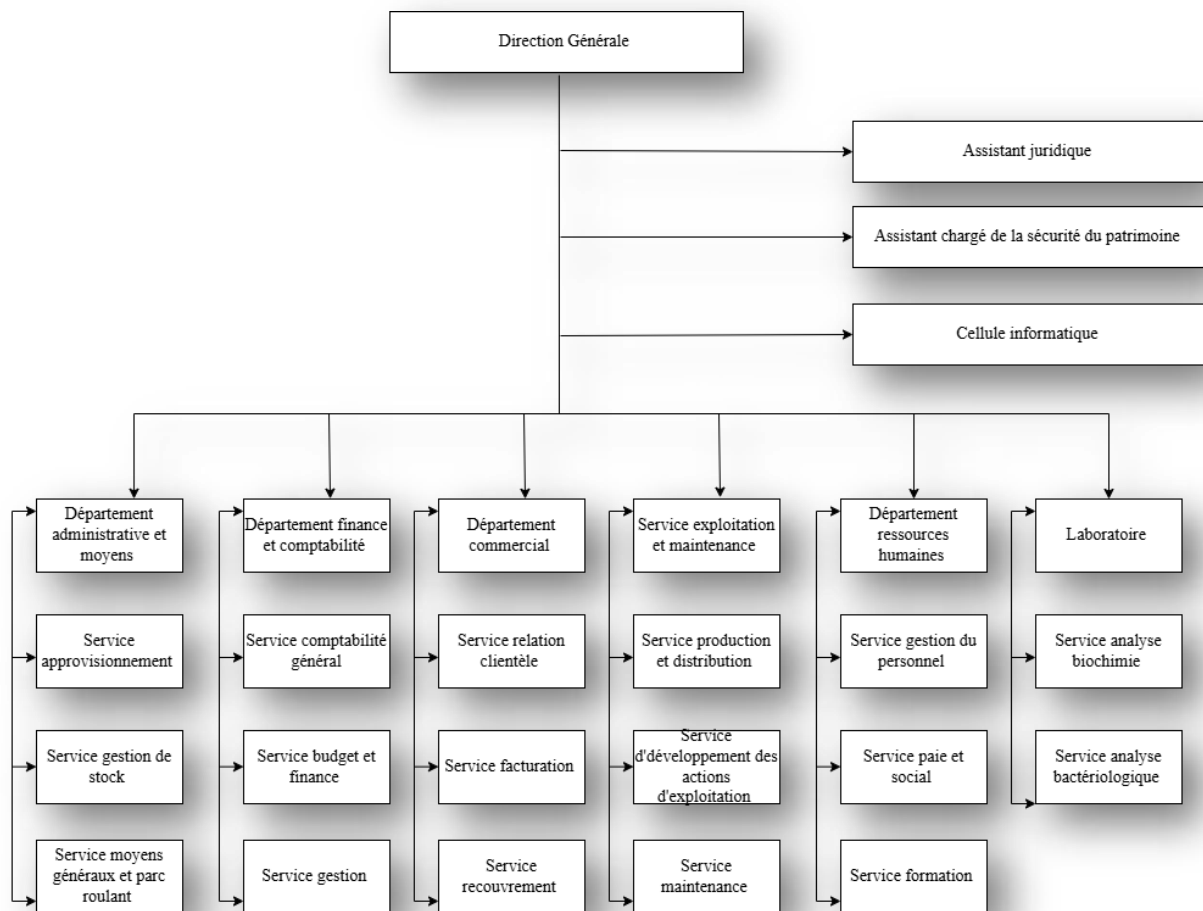 Direction Générale
Assistant juridique
Assistant chargé de la sécurité du patrimoine
Cellule informatique
Département
administrative et
moyens
Département finance
et comptabilité
Département
commercial
Service exploitation
et maintenance
Département
ressources
humaines
Laboratoire
Service
approvisionnement
Service comptabilité
général
Service relation
clientèle
Service production
et distribution
Service gestion du
personnel
Service analyse
biochimie
Service gestion de
stock
Service budget et
finance
Service facturation
Service
d'développement des
actions
d'exploitation
Service paie et
social
Service analyse
bactériologique
Service moyens
généraux et parc
roulant
Service gestion
Service
recouvrement
Service
maintenance
Service formation